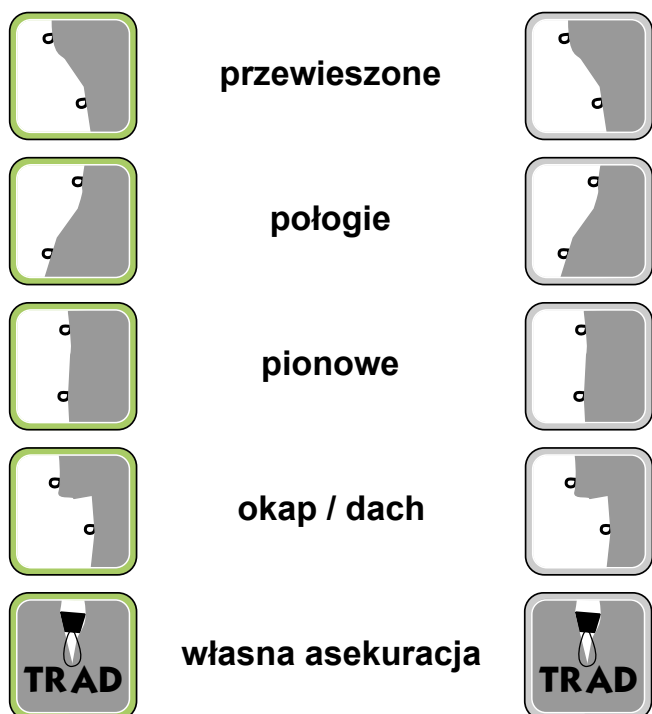 przewieszone
połogie
pionowe
okap / dach
TRAD własna asekuracja TRAD